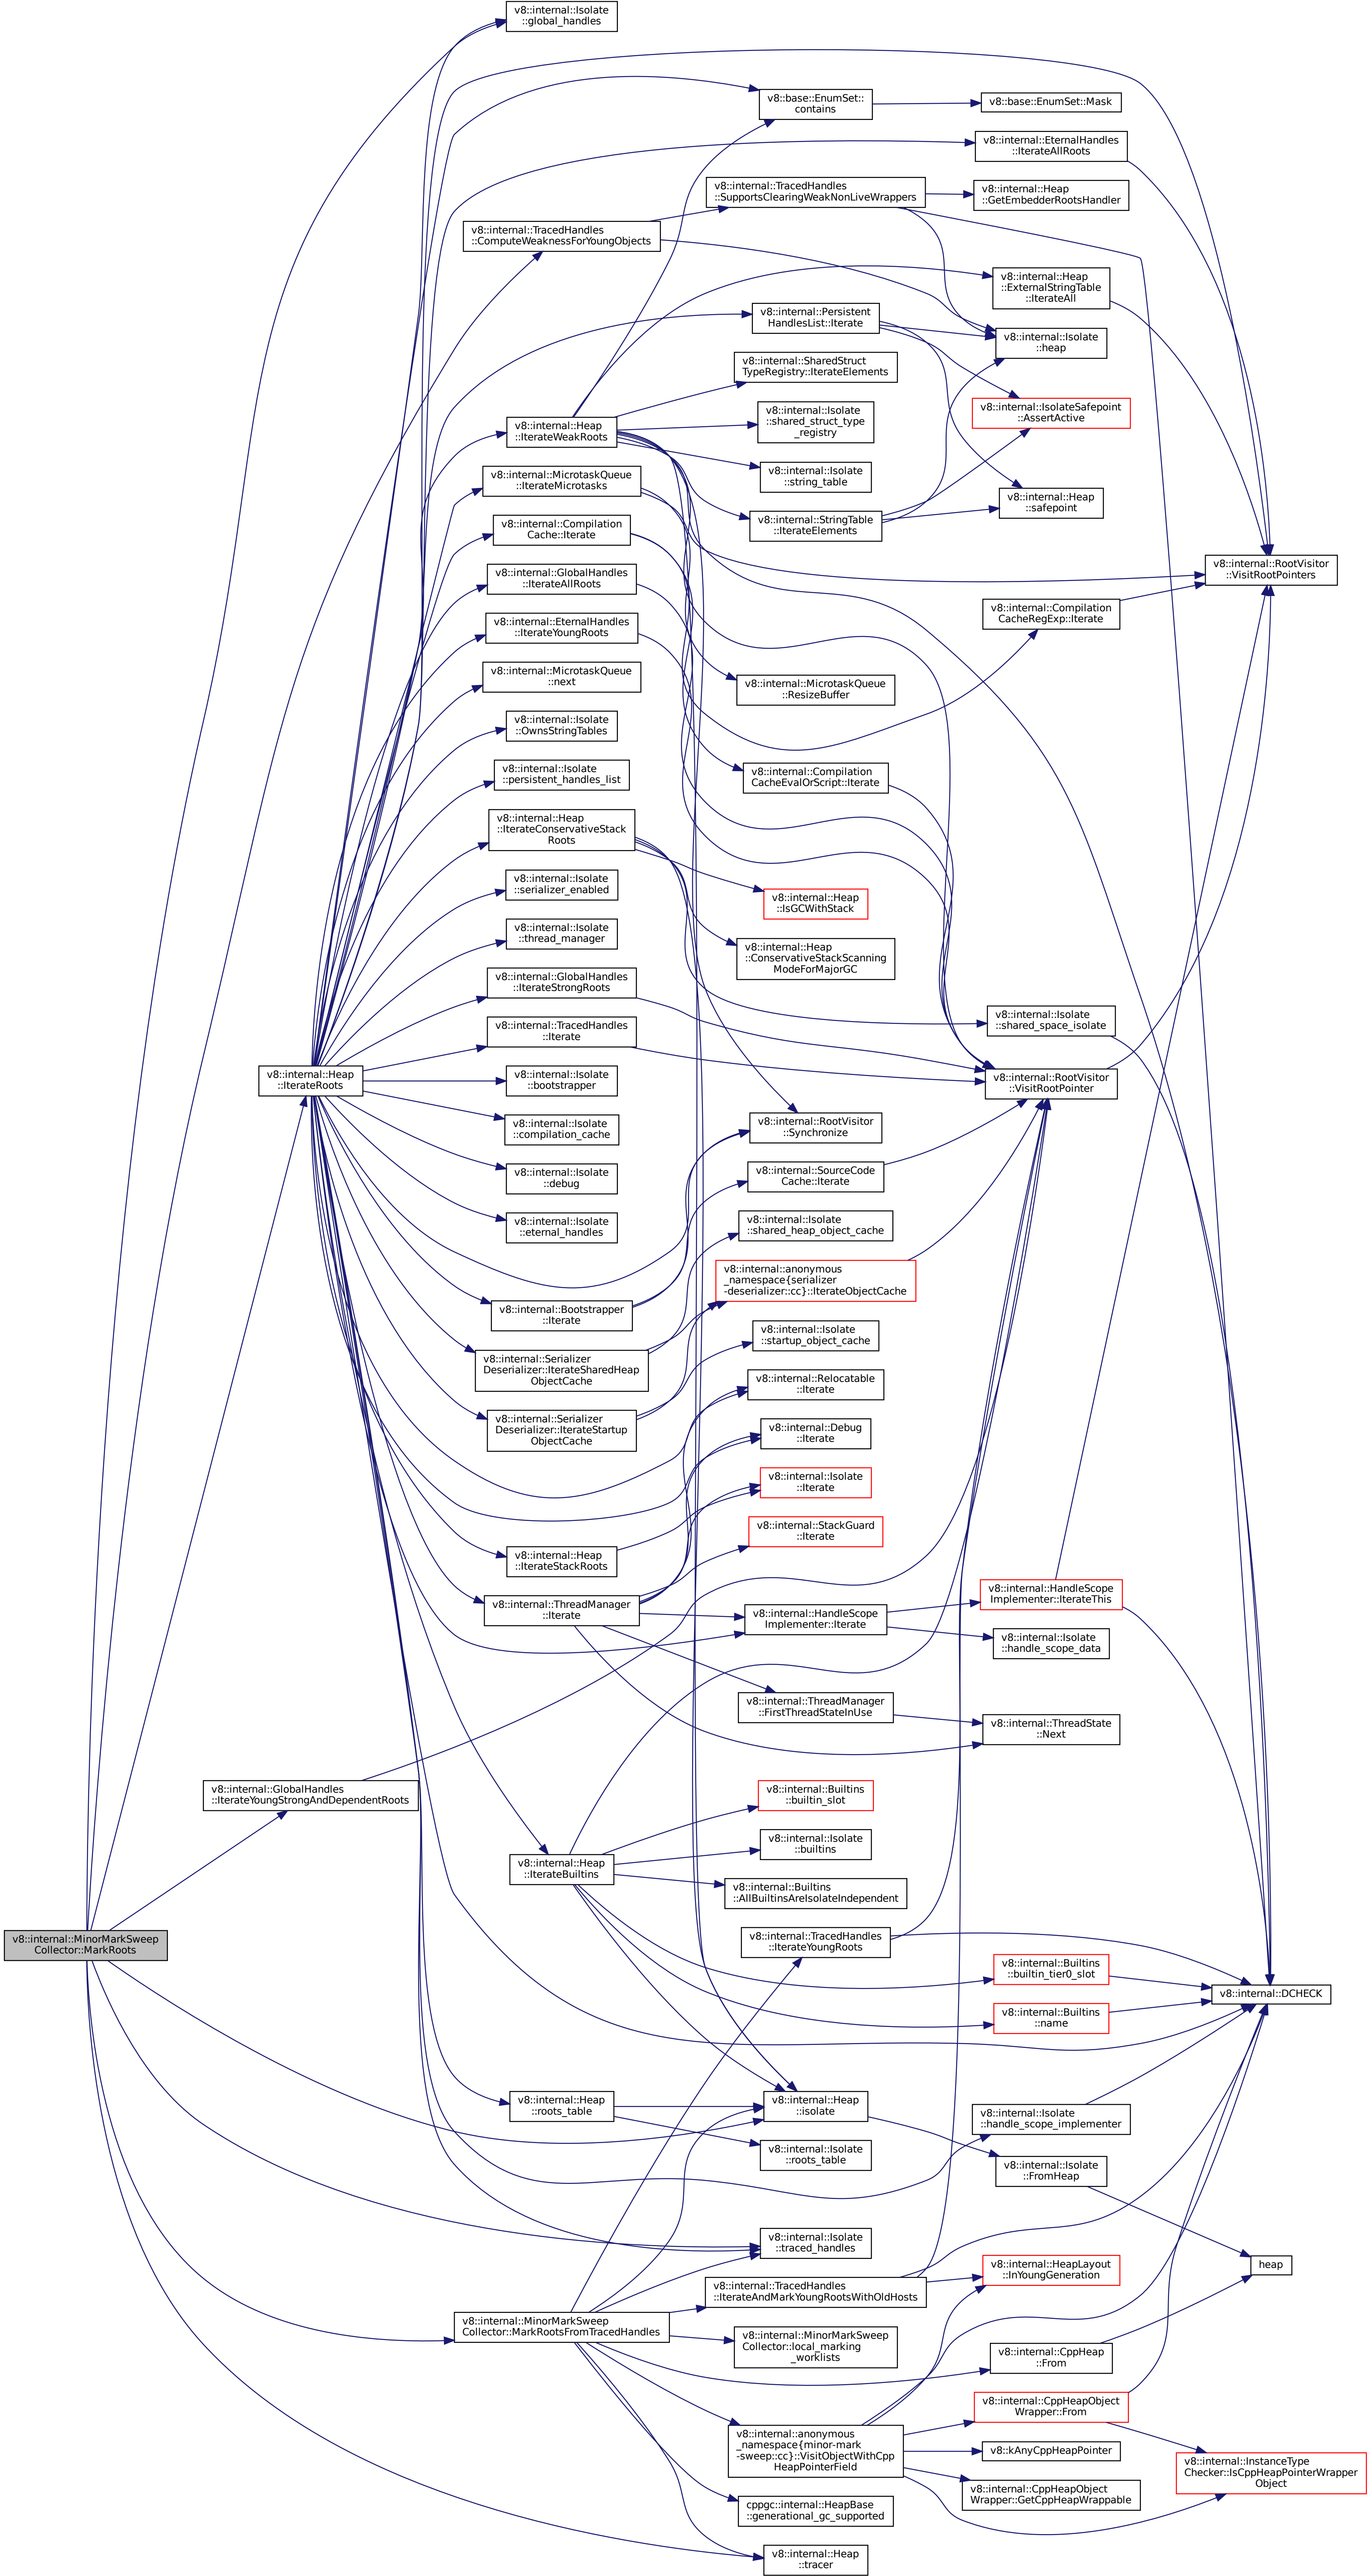 v8::internal::Isolate
::global_handles
v8::base::EnumSet::
contains
v8::base::EnumSet::Mask
v8::internal::EternalHandles
::IterateAllRoots
v8::internal::TracedHandles
::SupportsClearingWeakNonLiveWrappers
v8::internal::Heap
::GetEmbedderRootsHandler
v8::internal::TracedHandles
::ComputeWeaknessForYoungObjects
v8::internal::Heap
::ExternalStringTable
::IterateAll
v8::internal::Persistent
HandlesList::Iterate
v8::internal::Isolate
::heap
v8::internal::SharedStruct
TypeRegistry::IterateElements
v8::internal::IsolateSafepoint
::AssertActive
v8::internal::Isolate
::shared_struct_type
_registry
v8::internal::Heap
::IterateWeakRoots
v8::internal::Isolate
::string_table
v8::internal::MicrotaskQueue
::IterateMicrotasks
v8::internal::Heap
::safepoint
v8::internal::StringTable
::IterateElements
v8::internal::Compilation
Cache::Iterate
v8::internal::RootVisitor
::VisitRootPointers
v8::internal::GlobalHandles
::IterateAllRoots
v8::internal::Compilation
CacheRegExp::Iterate
v8::internal::EternalHandles
::IterateYoungRoots
v8::internal::MicrotaskQueue
::next
v8::internal::MicrotaskQueue
::ResizeBuffer
v8::internal::Isolate
::OwnsStringTables
v8::internal::Isolate
::persistent_handles_list
v8::internal::Compilation
CacheEvalOrScript::Iterate
v8::internal::Heap
::IterateConservativeStack
Roots
v8::internal::Isolate
::serializer_enabled
v8::internal::Heap
::IsGCWithStack
v8::internal::Isolate
::thread_manager
v8::internal::Heap
::ConservativeStackScanning
ModeForMajorGC
v8::internal::GlobalHandles
::IterateStrongRoots
v8::internal::Isolate
::shared_space_isolate
v8::internal::TracedHandles
::Iterate
v8::internal::Heap
::IterateRoots
v8::internal::Isolate
::bootstrapper
v8::internal::RootVisitor
::VisitRootPointer
v8::internal::Isolate
::compilation_cache
v8::internal::RootVisitor
::Synchronize
v8::internal::Isolate
::debug
v8::internal::SourceCode
Cache::Iterate
v8::internal::Isolate
::eternal_handles
v8::internal::Isolate
::shared_heap_object_cache
v8::internal::anonymous
_namespace{serializer
-deserializer::cc}::IterateObjectCache
v8::internal::Bootstrapper
::Iterate
v8::internal::Isolate
::startup_object_cache
v8::internal::Serializer
Deserializer::IterateSharedHeap
ObjectCache
v8::internal::Relocatable
::Iterate
v8::internal::Serializer
Deserializer::IterateStartup
ObjectCache
v8::internal::Debug
::Iterate
v8::internal::Isolate
::Iterate
v8::internal::StackGuard
::Iterate
v8::internal::Heap
::IterateStackRoots
v8::internal::HandleScope
Implementer::IterateThis
v8::internal::ThreadManager
::Iterate
v8::internal::HandleScope
Implementer::Iterate
v8::internal::Isolate
::handle_scope_data
v8::internal::ThreadManager
::FirstThreadStateInUse
v8::internal::ThreadState
::Next
v8::internal::GlobalHandles
::IterateYoungStrongAndDependentRoots
v8::internal::Builtins
::builtin_slot
v8::internal::Isolate
::builtins
v8::internal::Heap
::IterateBuiltins
v8::internal::Builtins
::AllBuiltinsAreIsolateIndependent
v8::internal::MinorMarkSweep
Collector::MarkRoots
v8::internal::TracedHandles
::IterateYoungRoots
v8::internal::Builtins
::builtin_tier0_slot
v8::internal::DCHECK
v8::internal::Builtins
::name
v8::internal::Heap
::roots_table
v8::internal::Heap
::isolate
v8::internal::Isolate
::handle_scope_implementer
v8::internal::Isolate
::roots_table
v8::internal::Isolate
::FromHeap
v8::internal::Isolate
::traced_handles
heap
v8::internal::HeapLayout
::InYoungGeneration
v8::internal::TracedHandles
::IterateAndMarkYoungRootsWithOldHosts
v8::internal::MinorMarkSweep
Collector::MarkRootsFromTracedHandles
v8::internal::MinorMarkSweep
Collector::local_marking
_worklists
v8::internal::CppHeap
::From
v8::internal::CppHeapObject
Wrapper::From
v8::internal::anonymous
_namespace{minor-mark
-sweep::cc}::VisitObjectWithCpp
HeapPointerField
v8::kAnyCppHeapPointer
v8::internal::InstanceType
Checker::IsCppHeapPointerWrapper
Object
v8::internal::CppHeapObject
Wrapper::GetCppHeapWrappable
cppgc::internal::HeapBase
::generational_gc_supported
v8::internal::Heap
::tracer